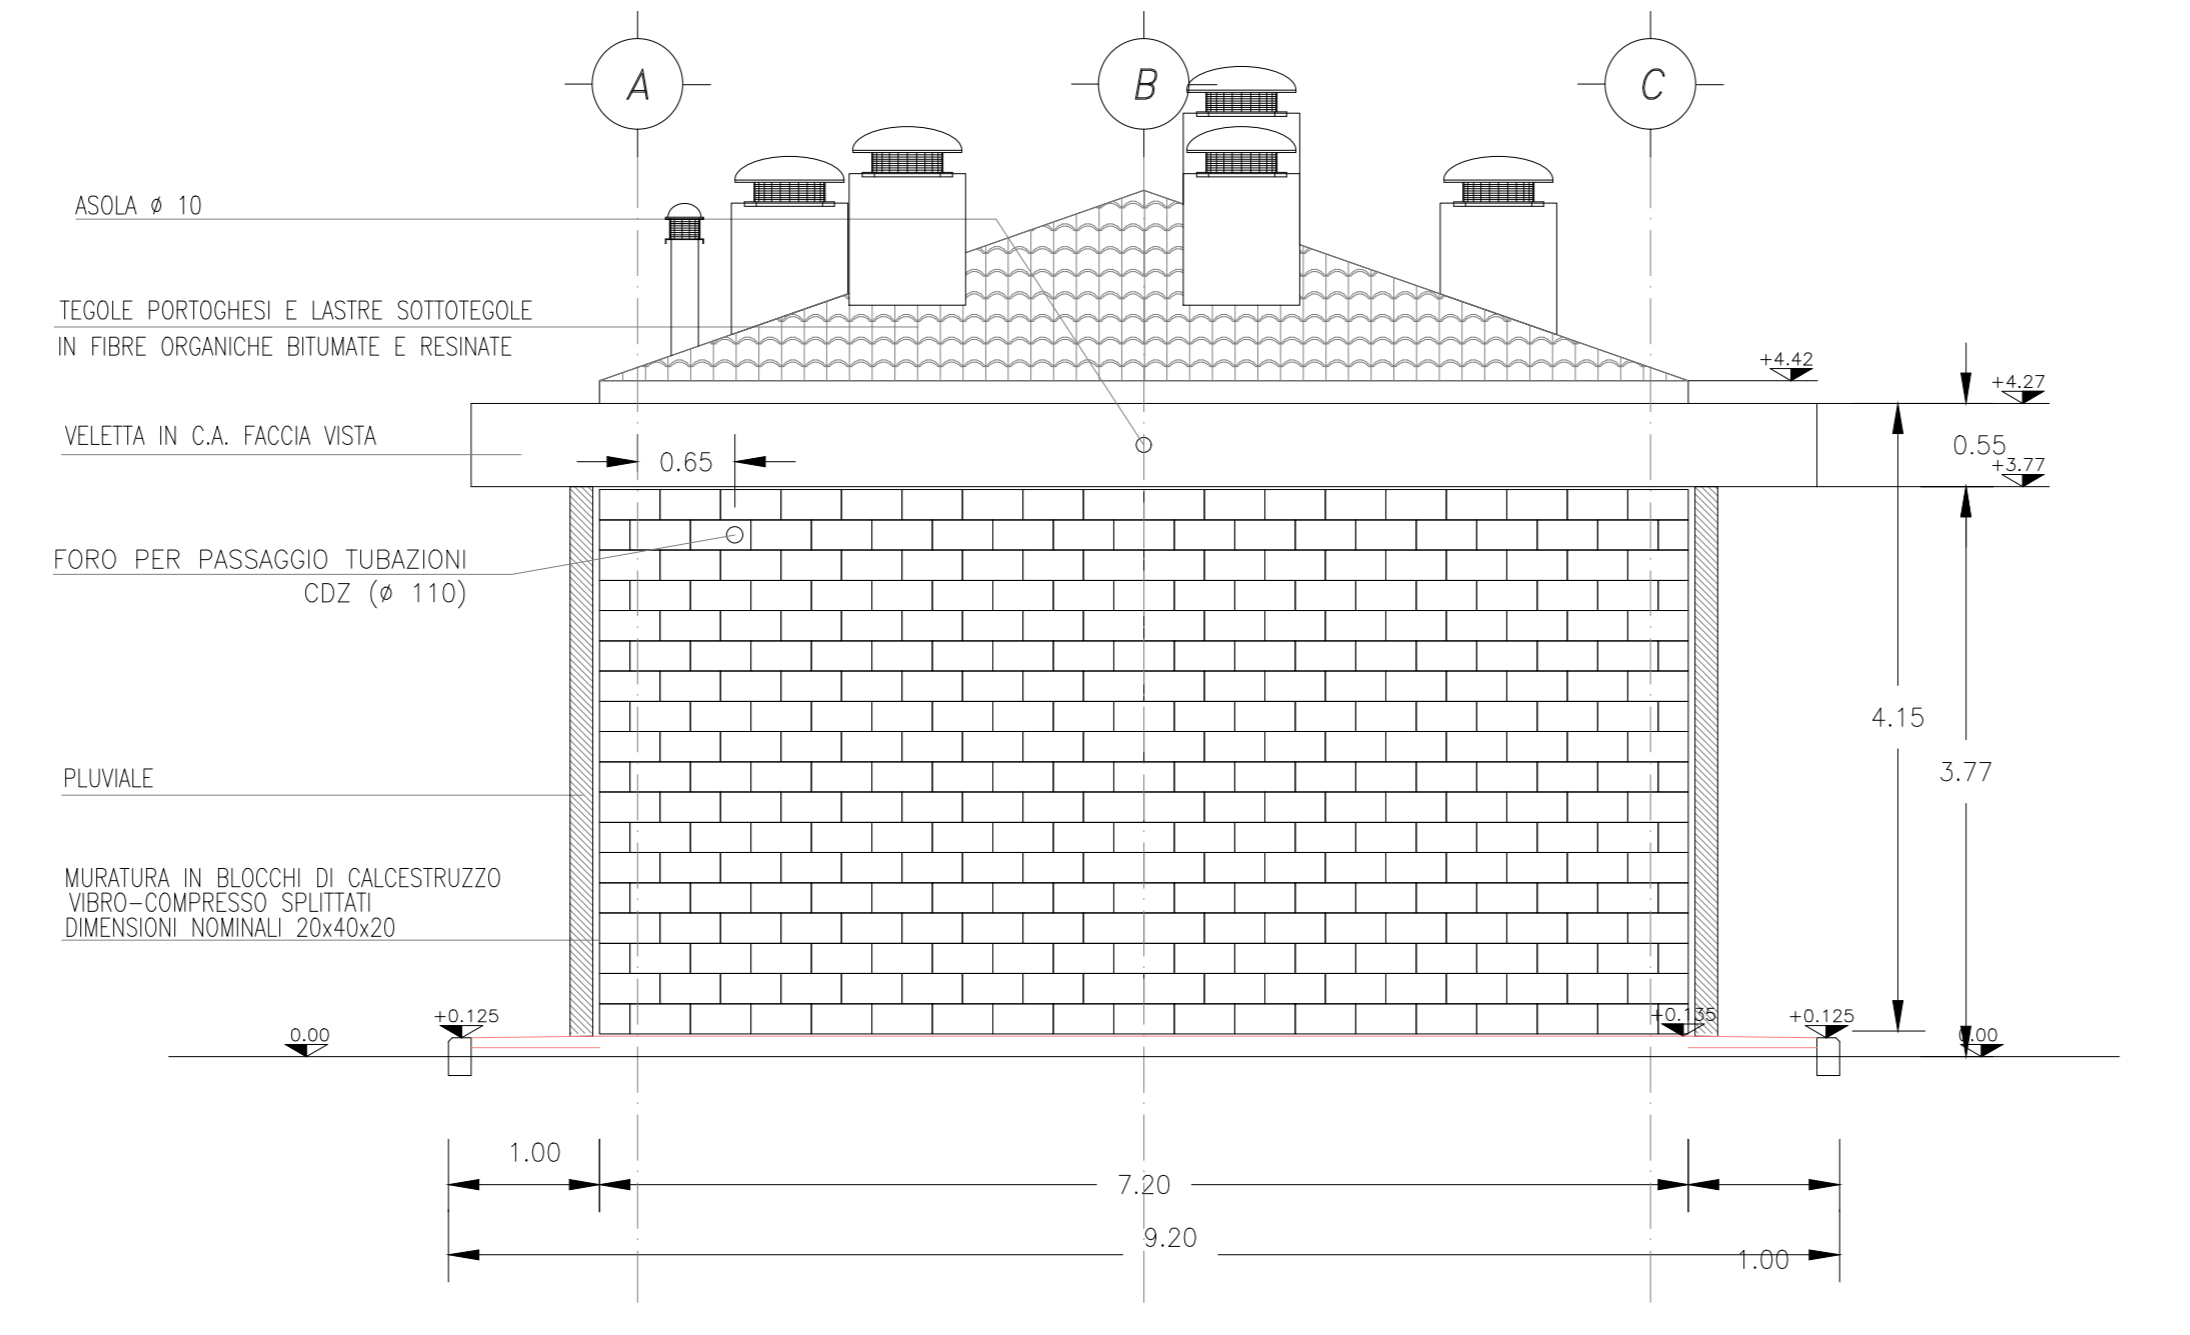 A
B
C
ASOLA ø 10
TEGOLE PORTOGHESI E LASTRE SOTTOTEGOLE
IN FIBRE ORGANICHE BITUMATE E RESINATE
+4.42
+4.27
VELETTA IN C.A. FACCIA VISTA
0.65
0.55
+3.77
FORO PER PASSAGGIO TUBAZIONI
CDZ (ø 110)
4.15
3.77
PLUVIALE
MURATURA IN BLOCCHI DI CALCESTRUZZO
VIBRO-COMPRESSO SPLITTATI
DIMENSIONI NOMINALI 20x40x20
0.00
+0.125
+0.135
+0.125
0.00
1.00
7.20
9.20
1.00